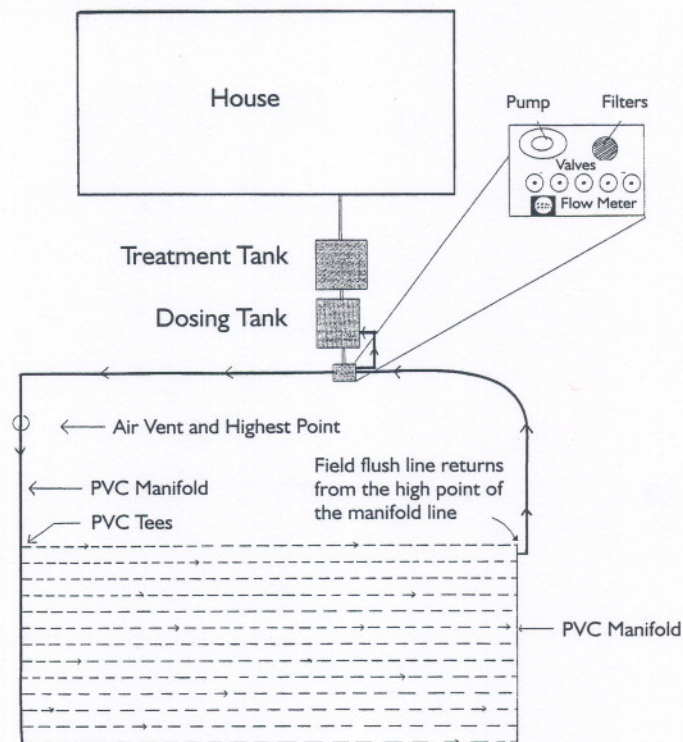 House
Pump
Filters
Valves
Flow Meter
Treatment Tank
Dosing Tank
Air Vent and Highest Point
PVC Manifold
PVC Tees
Field flush line returns
from the high point of
the manifold line
PVC Manifold